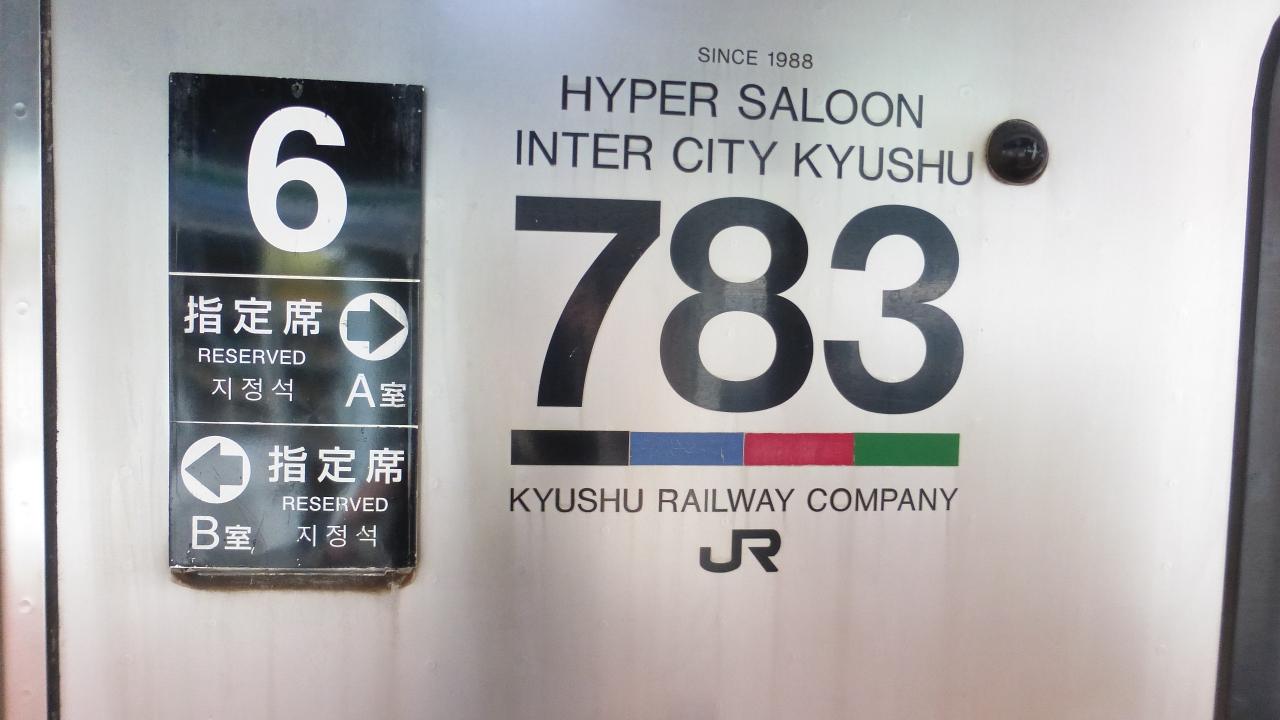 6
指定席
RESERVED
지정석
A室
指定席
RESERVED
지정석
B室
SINCE 1988
HYPER SALOON
INTER CITY KYUSHU
783
KYUSHU RAILWAY COMPANY
JR